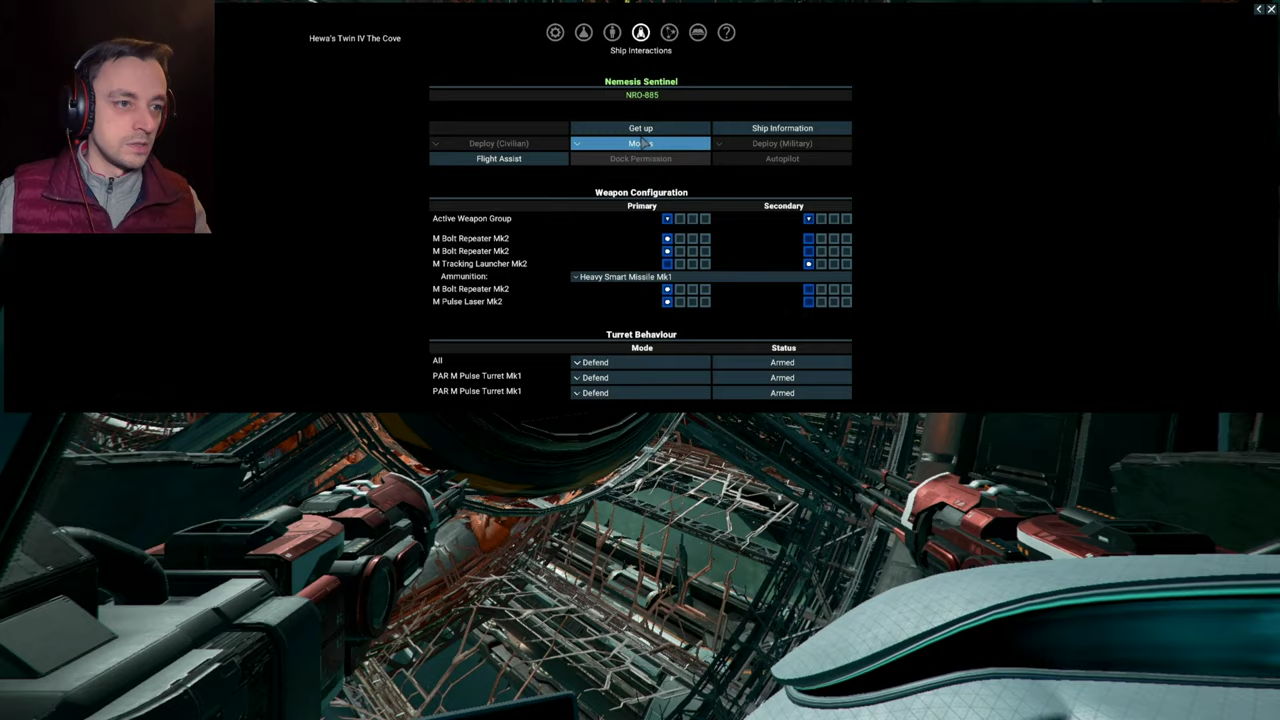 Hewa's Twin IV The Cove
Ship Interactions
Nemesis Sentinel
NRO-885
Get up
Ship Information
Deploy (Civilian)
Deploy (Military)
Flight Assist
Dock Permission
Autopilot
Weapon Configuration
Primary
Secondary
Active Weapon Group
M Bolt Repeater Mk2
M Bolt Repeater Mk2
M Tracking Launcher Mk2
Ammunition:
Heavy Smart Missile Mk1
M Bolt Repeater Mk2
M Pulse Laser Mk2
Turret Behaviour
Mode
Status
All
Defend
Armed
PAR M Pulse Turret Mk1
Defend
Armed
PAR M Pulse Turret Mk1
Defend
Armed